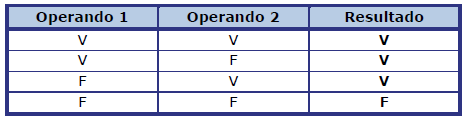 Operando 1 Operando 2 Resultado
V V V
V F V
F V V
F F F